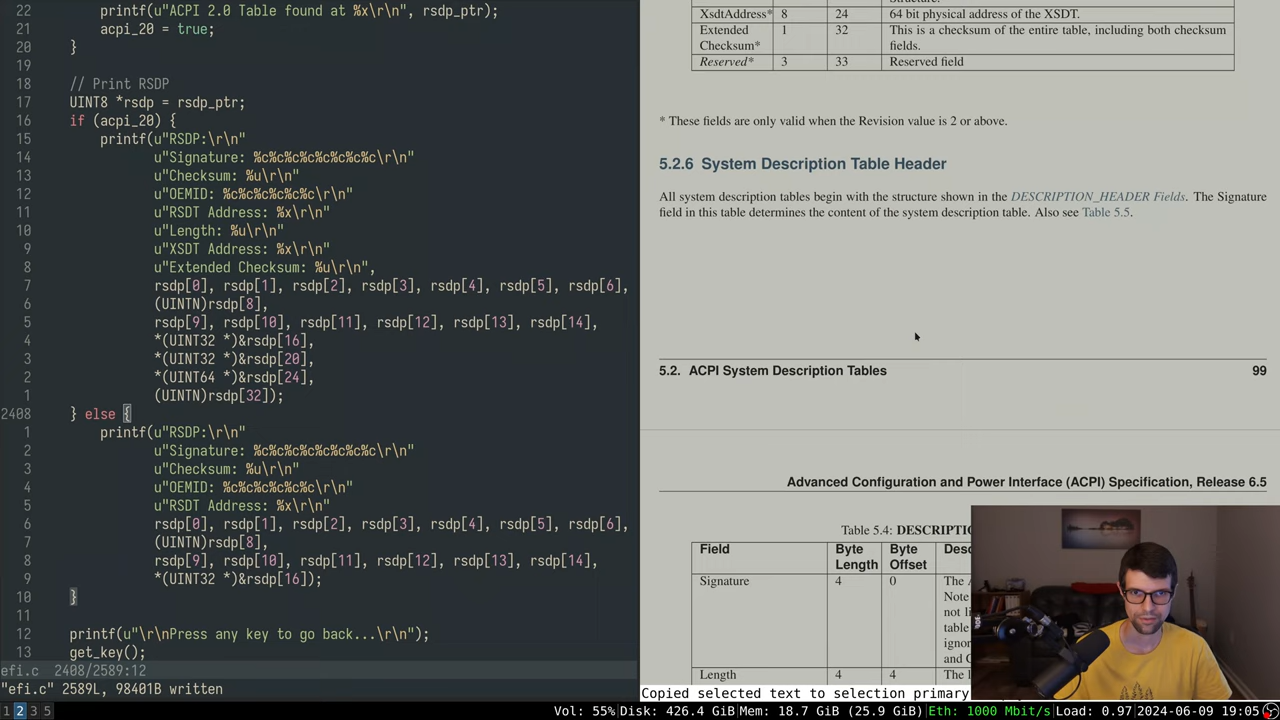 22 printf(u"ACPI 2.0 Table found at %x\r\n", rsdp_ptr);
21 acpi_20 = true;
20 }
19
18 // Print RSDP
17 UINT8 *rsdp = rsdp_ptr;
16 if (acpi_20) {
15 printf(u"RSDP:\r\n"
14 u"Signature: %c%c%c%c%c%c%c%c\r\n"
13 u"Checksum: %u\r\n"
12 u"OEMID: %c%c%c%c%c%c\r\n"
11 u"RSDT Address: %x\r\n"
10 u"Length: %u\r\n"
9 u"XSDT Address: %x\r\n"
8 u"Extended Checksum: %u\r\n",
7 rsdp[0], rsdp[1], rsdp[2], rsdp[3], rsdp[4], rsdp[5], rsdp[6],
6 (UINTN)rsdp[8],
5 rsdp[9], rsdp[10], rsdp[11], rsdp[12], rsdp[13], rsdp[14],
4 *(UINT32 *)&rsdp[16],
3 *(UINT32 *)&rsdp[20],
2 *(UINT64 *)&rsdp[24],
1 (UINTN)rsdp[32]);
2408 } else {
1 printf(u"RSDP:\r\n"
2 u"Signature: %c%c%c%c%c%c%c%c\r\n"
3 u"Checksum: %u\r\n"
4 u"OEMID: %c%c%c%c%c%c\r\n"
5 u"RSDT Address: %x\r\n"
6 rsdp[0], rsdp[1], rsdp[2], rsdp[3], rsdp[4], rsdp[5], rsdp[6],
7 (UINTN)rsdp[8],
8 rsdp[9], rsdp[10], rsdp[11], rsdp[12], rsdp[13], rsdp[14],
9 *(UINT32 *)&rsdp[16]);
10 }
11
12 printf(u"\r\nPress any key to go back...\r\n");
13 get_key();
efi.c 2408/2589:12
"efi.c" 2589L, 98401B written
Structure.
XsdtAddress* 8 24 64 bit physical address of the XSDT.
Extended 1 32 This is a checksum of the entire table, including both checksum
Checksum* fields.
Reserved* 3 33 Reserved field
* These fields are only valid when the Revision value is 2 or above.
5.2.6 System Description Table Header
All system description tables begin with the structure shown in the DESCRIPTION_HEADER Fields. The Signature
field in this table determines the content of the system description table. Also see Table 5.5.
5.2. ACPI System Description Tables 99
Advanced Configuration and Power Interface (ACPI) Specification, Release 6.5
Table 5.4: DESCRIPTIO
Field Byte Byte Desc
Length Offset
Signature 4 0 The A
Note
not li
table
ignor
and C
Length 4 4 The l
Copied selected text to selection primary
1 2 3 5 Vol: 55% Disk: 426.4 GiB Mem: 18.7 GiB (25.9 GiB) Eth: 1000 Mbit/s Load: 0.97 2024-06-09 19:05